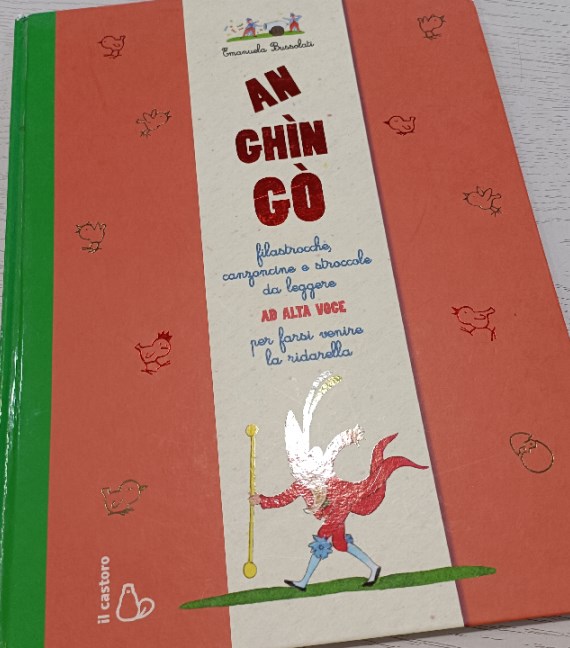 Emanuela Bussolati
AN
GHÌN
GÒ
filastrocche,
canzoncine e stroccole
da leggere
AD ALTA VOCE
per farsi venire
la ridarella
il castoro